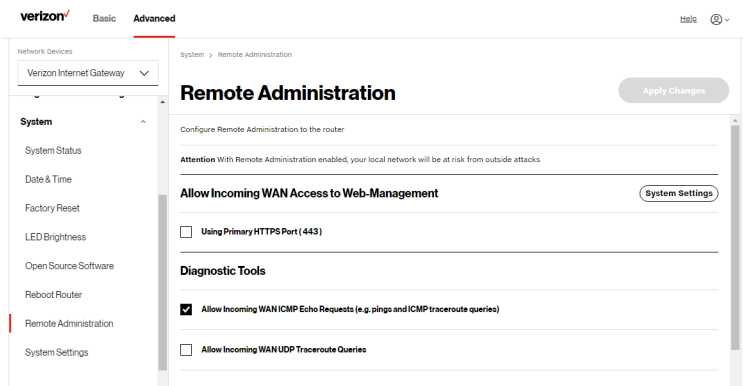 verizon
Basic
Advanced
Help
Network Devices
Verizon Internet Gateway
System
System Status
Date & Time
Factory Reset
LED Brightness
Open Source Software
Reboot Router
Remote Administration
System Settings
System > Remote Administration
Remote Administration
Apply Changes
Configure Remote Administration to the router
Attention With Remote Administration enabled, your local network will be at risk from outside attacks
Allow Incoming WAN Access to Web-Management
System Settings
Using Primary HTTPS Port ( 443 )
Diagnostic Tools
Allow Incoming WAN ICMP Echo Requests (e.g. pings and ICMP traceroute queries)
Allow Incoming WAN UDP Traceroute Queries